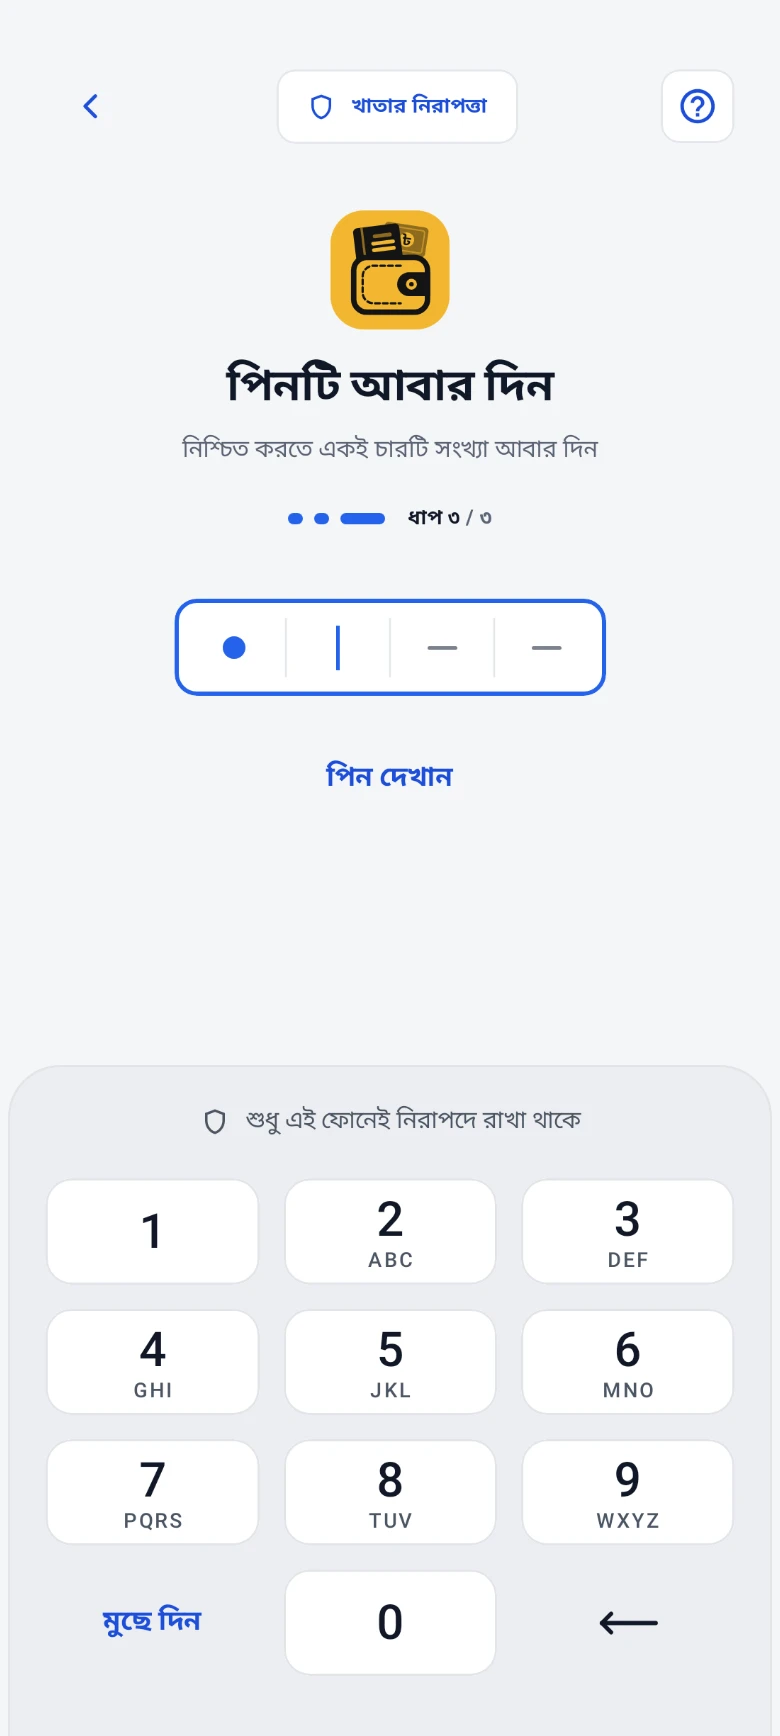 খাতার নিরাপত্তা
পিনটি আবার দিন
নিশ্চিত করতে একই চারটি সংখ্যা আবার দিন
ধাপ ৩ / ৩
পিন দেখান
শুধু এই ফোনেই নিরাপদে রাখা থাকে
1 2 3
ABC DEF
4 5 6
GHI JKL MNO
7 8 9
PQRS TUV WXYZ
মুছে দিন 0